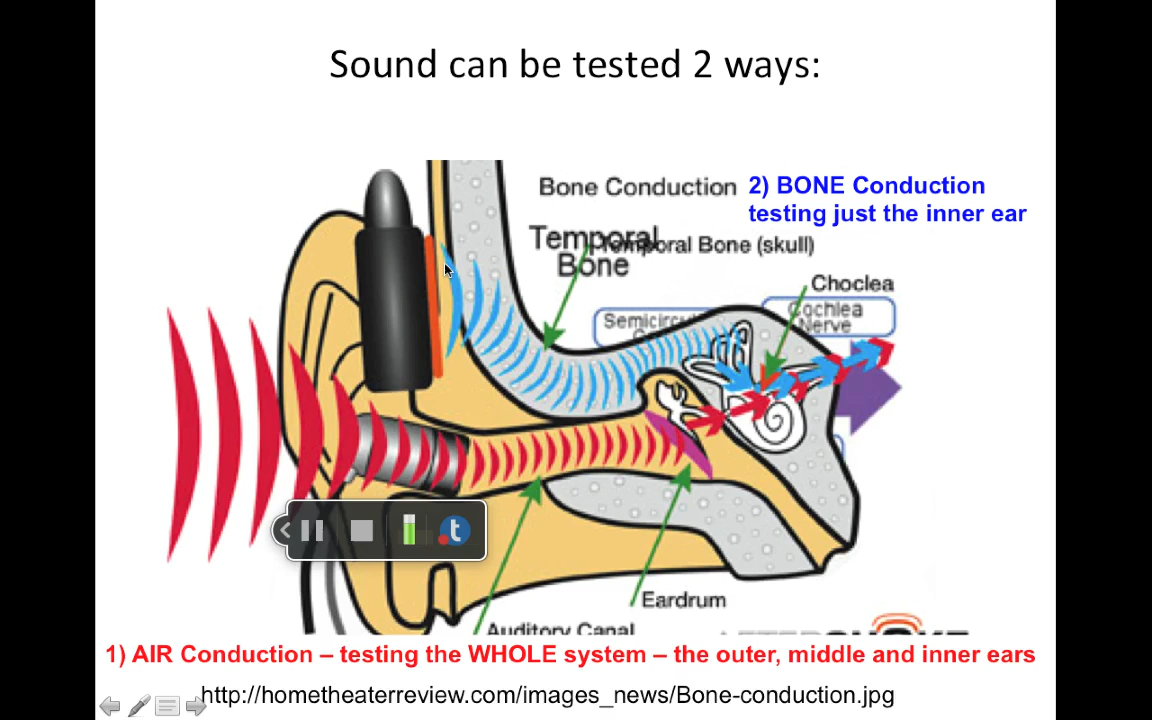 Sound can be tested 2 ways:
Bone Conduction
2) BONE Conduction
testing just the inner ear
Temporal
Bone
Temporal Bone (skull)
Choclea
Cochlea
Nerve
Eardrum
Auditory Canal
1) AIR Conduction – testing the WHOLE system – the outer, middle and inner ears
http://hometheaterreview.com/images_news/Bone-conduction.jpg
t